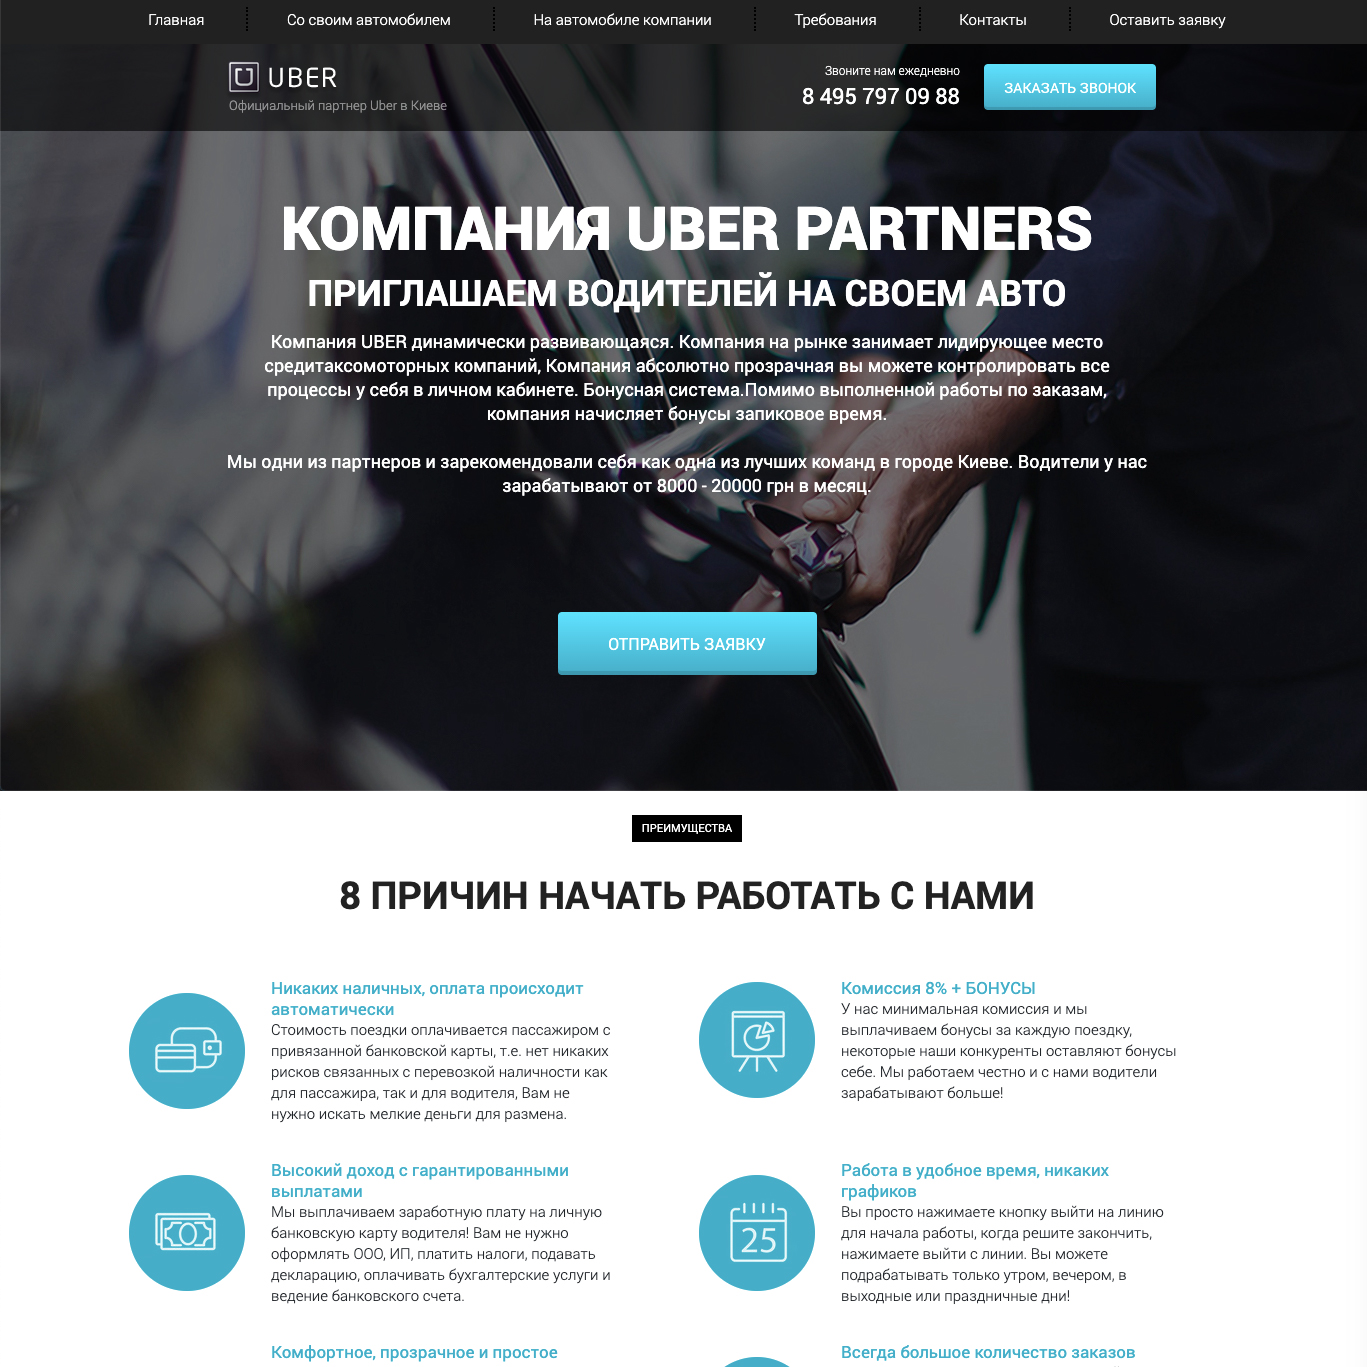 Главная
Со своим автомобилем
На автомобиле компании
Требования
Контакты
Оставить заявку
UBER
Официальный партнер Uber в Киеве
Звоните нам ежедневно
8 495 797 09 88
ЗАКАЗАТЬ ЗВОНОК
КОМПАНИЯ UBER PARTNERS
ПРИГЛАШАЕМ ВОДИТЕЛЕЙ НА СВОЕМ АВТО
Компания UBER динамически развивающаяся. Компания на рынке занимает лидирующее место
средитаксомоторных компаний, Компания абсолютно прозрачная вы можете контролировать все
процессы у себя в личном кабинете. Бонусная система.Помимо выполненной работы по заказам,
компания начисляет бонусы запиковое время.
Мы одни из партнеров и зарекомендовали себя как одна из лучших команд в городе Киеве. Водители у нас
зарабатывают от 8000 - 20000 грн в месяц.
ОТПРАВИТЬ ЗАЯВКУ
ПРЕИМУЩЕСТВА
8 ПРИЧИН НАЧАТЬ РАБОТАТЬ С НАМИ
Никаких наличных, оплата происходит
автоматически
Стоимость поездки оплачивается пассажиром с
привязанной банковской карты, т.е. нет никаких
рисков связанных с перевозкой наличности как
для пассажира, так и для водителя, Вам не
нужно искать мелкие деньги для размена.
Комиссия 8% + БОНУСЫ
У нас минимальная комиссия и мы
выплачиваем бонусы за каждую поездку,
некоторые наши конкуренты оставляют бонусы
себе. Мы работаем честно и с нами водители
зарабатывают больше!
Высокий доход с гарантированными
выплатами
Мы выплачиваем заработную плату на личную
банковскую карту водителя! Вам не нужно
оформлять ООО, ИП, платить налоги, подавать
декларацию, оплачивать бухгалтерские услуги и
ведение банковского счета.
25
Работа в удобное время, никаких
графиков
Вы просто нажимаете кнопку выйти на линию
для начала работы, когда решите закончить,
нажимаете выйти с линии. Вы можете
подрабатывать только утром, вечером, в
выходные или праздничные дни!
Комфортное, прозрачное и простое
Всегда большое количество заказов